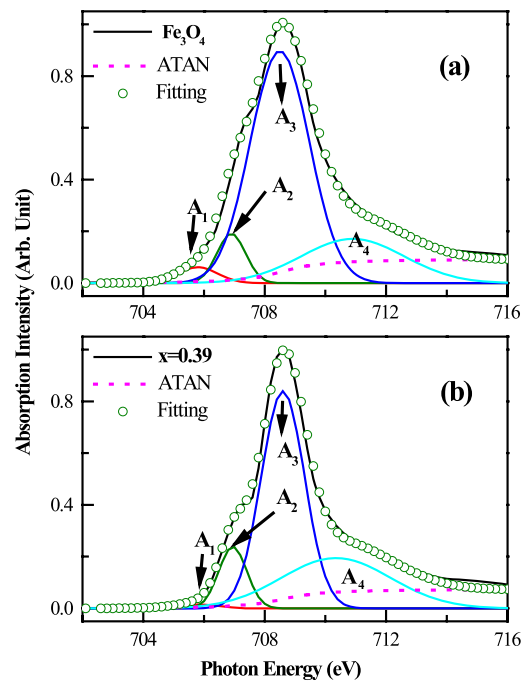 Fe₃O₄
ATAN
Fitting
(a)
A₁
A₂
A₃
A₄
0.8
0.4
0.0
704
708
712
716
x=0.39
ATAN
Fitting
(b)
A₁
A₂
A₃
A₄
0.8
0.4
0.0
704
708
712
716
Absorption Intensity (Arb. Unit)
Photon Energy (eV)